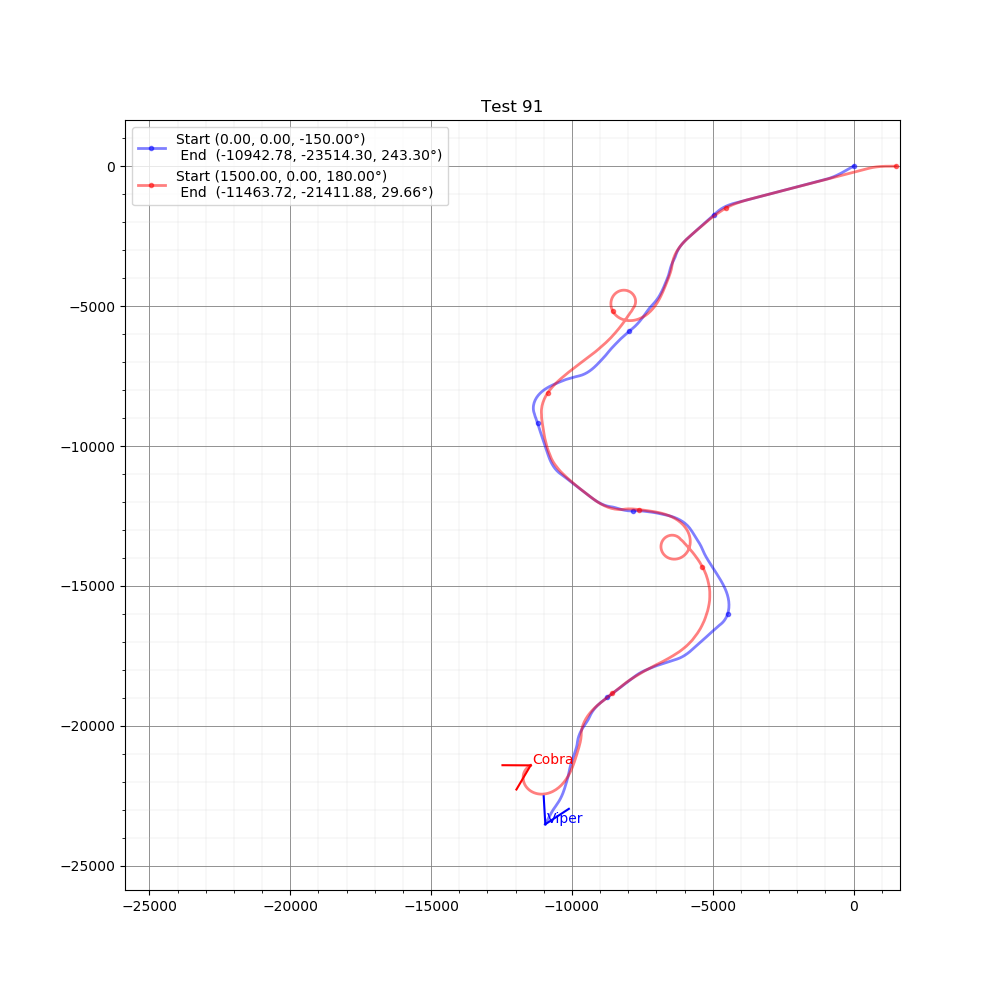 Test 91
Start (0.00, 0.00, -150.00°)
End  (-10942.78, -23514.30, 243.30°)
Start (1500.00, 0.00, 180.00°)
End  (-11463.72, -21411.88, 29.66°)
0
−5000
−10000
−15000
−20000
−25000
Cobra
Viper
−25000
−20000
−15000
−10000
−5000
0